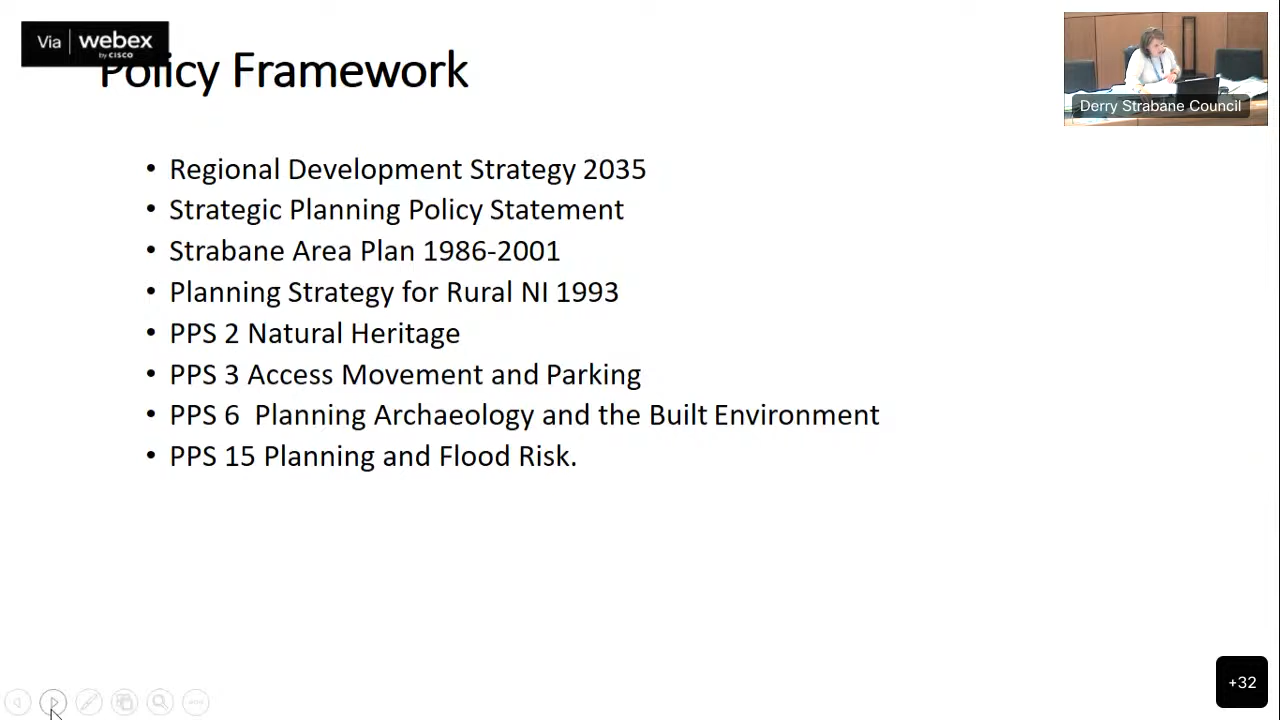 Via webex
by CISCO
Policy Framework
Derry Strabane Council
• Regional Development Strategy 2035
• Strategic Planning Policy Statement
• Strabane Area Plan 1986-2001
• Planning Strategy for Rural NI 1993
• PPS 2 Natural Heritage
• PPS 3 Access Movement and Parking
• PPS 6  Planning Archaeology and the Built Environment
• PPS 15 Planning and Flood Risk.
+32